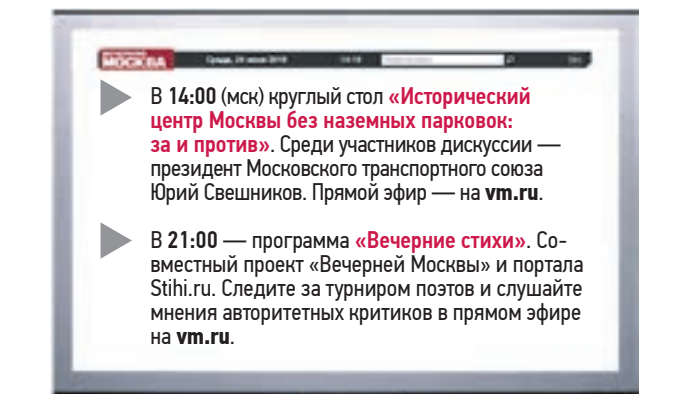 ВЕЧЕРНЯЯ
МОСКВА
В 14:00 (мск) круглый стол «Исторический
центр Москвы без наземных парковок:
за и против». Среди участников дискуссии —
президент Московского транспортного союза
Юрий Свешников. Прямой эфир — на vm.ru.
В 21:00 — программа «Вечерние стихи». Со-
вместный проект «Вечерней Москвы» и портала
Stihi.ru. Следите за турниром поэтов и слушайте
мнения авторитетных критиков в прямом эфире
на vm.ru.